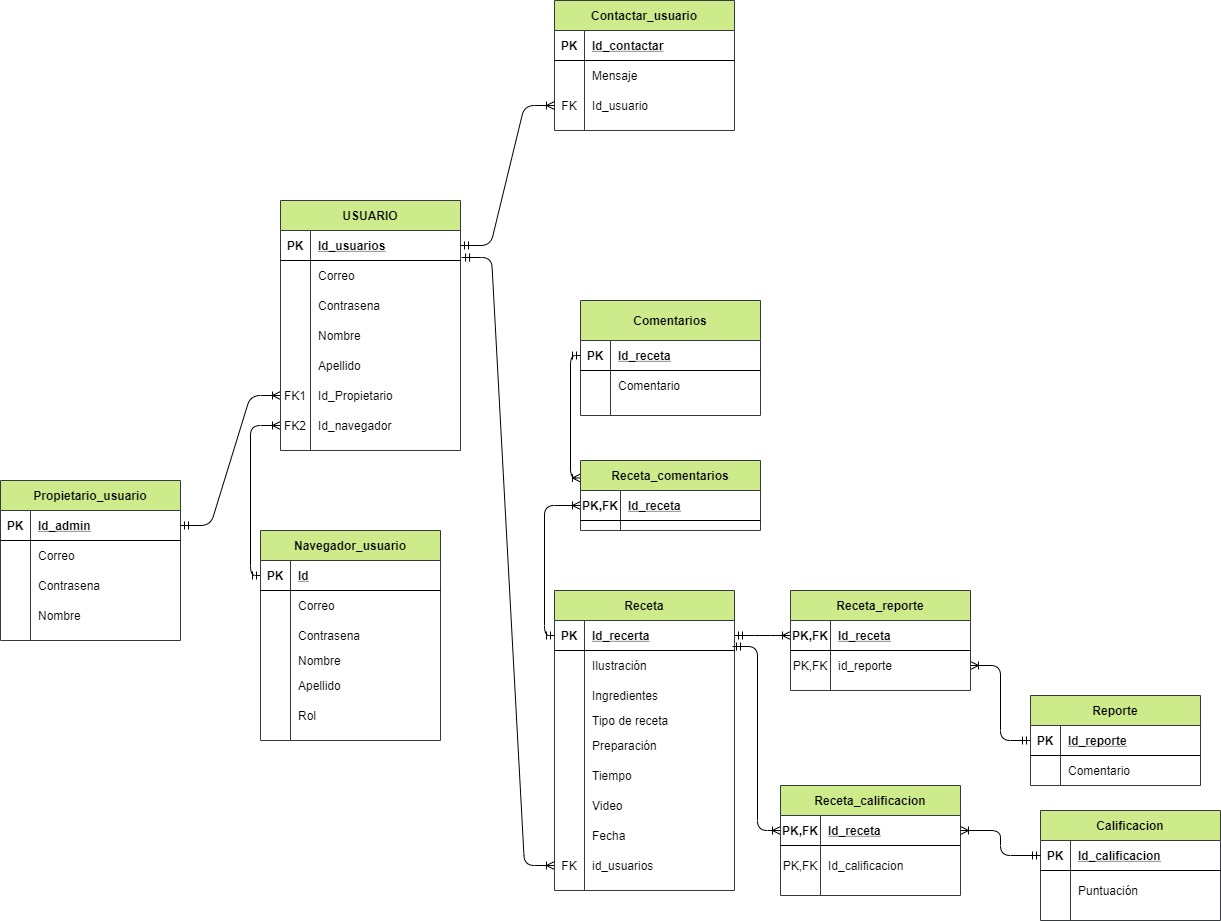 Contactar_usuario
PK Id_contactar
Mensaje
FK Id_usuario
USUARIO
PK Id_usuarios
Correo
Contrasena
Nombre
Apellido
FK1 Id_Propietario
FK2 Id_navegador
Comentarios
PK Id_receta
Comentario
Receta_comentarios
PK,FK Id_receta
Propietario_usuario
PK Id_admin
Correo
Contrasena
Nombre
Navegador_usuario
PK Id
Correo
Contrasena
Nombre
Apellido
Rol
Receta
PK Id_recerta
Ilustración
Ingredientes
Tipo de receta
Preparación
Tiempo
Video
Fecha
FK id_usuarios
Receta_reporte
PK,FK Id_receta
PK,FK id_reporte
Reporte
PK Id_reporte
Comentario
Receta_calificacion
PK,FK Id_receta
PK,FK Id_calificacion
Calificacion
PK Id_calificacion
Puntuación